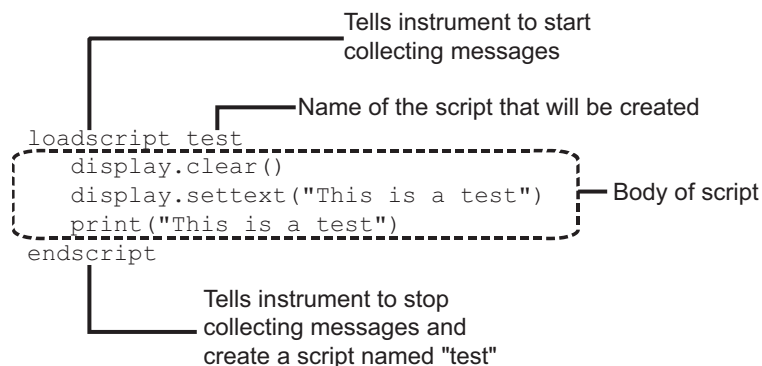 Tells instrument to start
collecting messages
Name of the script that will be created
loadscript test
display.clear()
display.settext("This is a test")
print("This is a test")
Body of script
endscript
Tells instrument to stop
collecting messages and
create a script named "test"